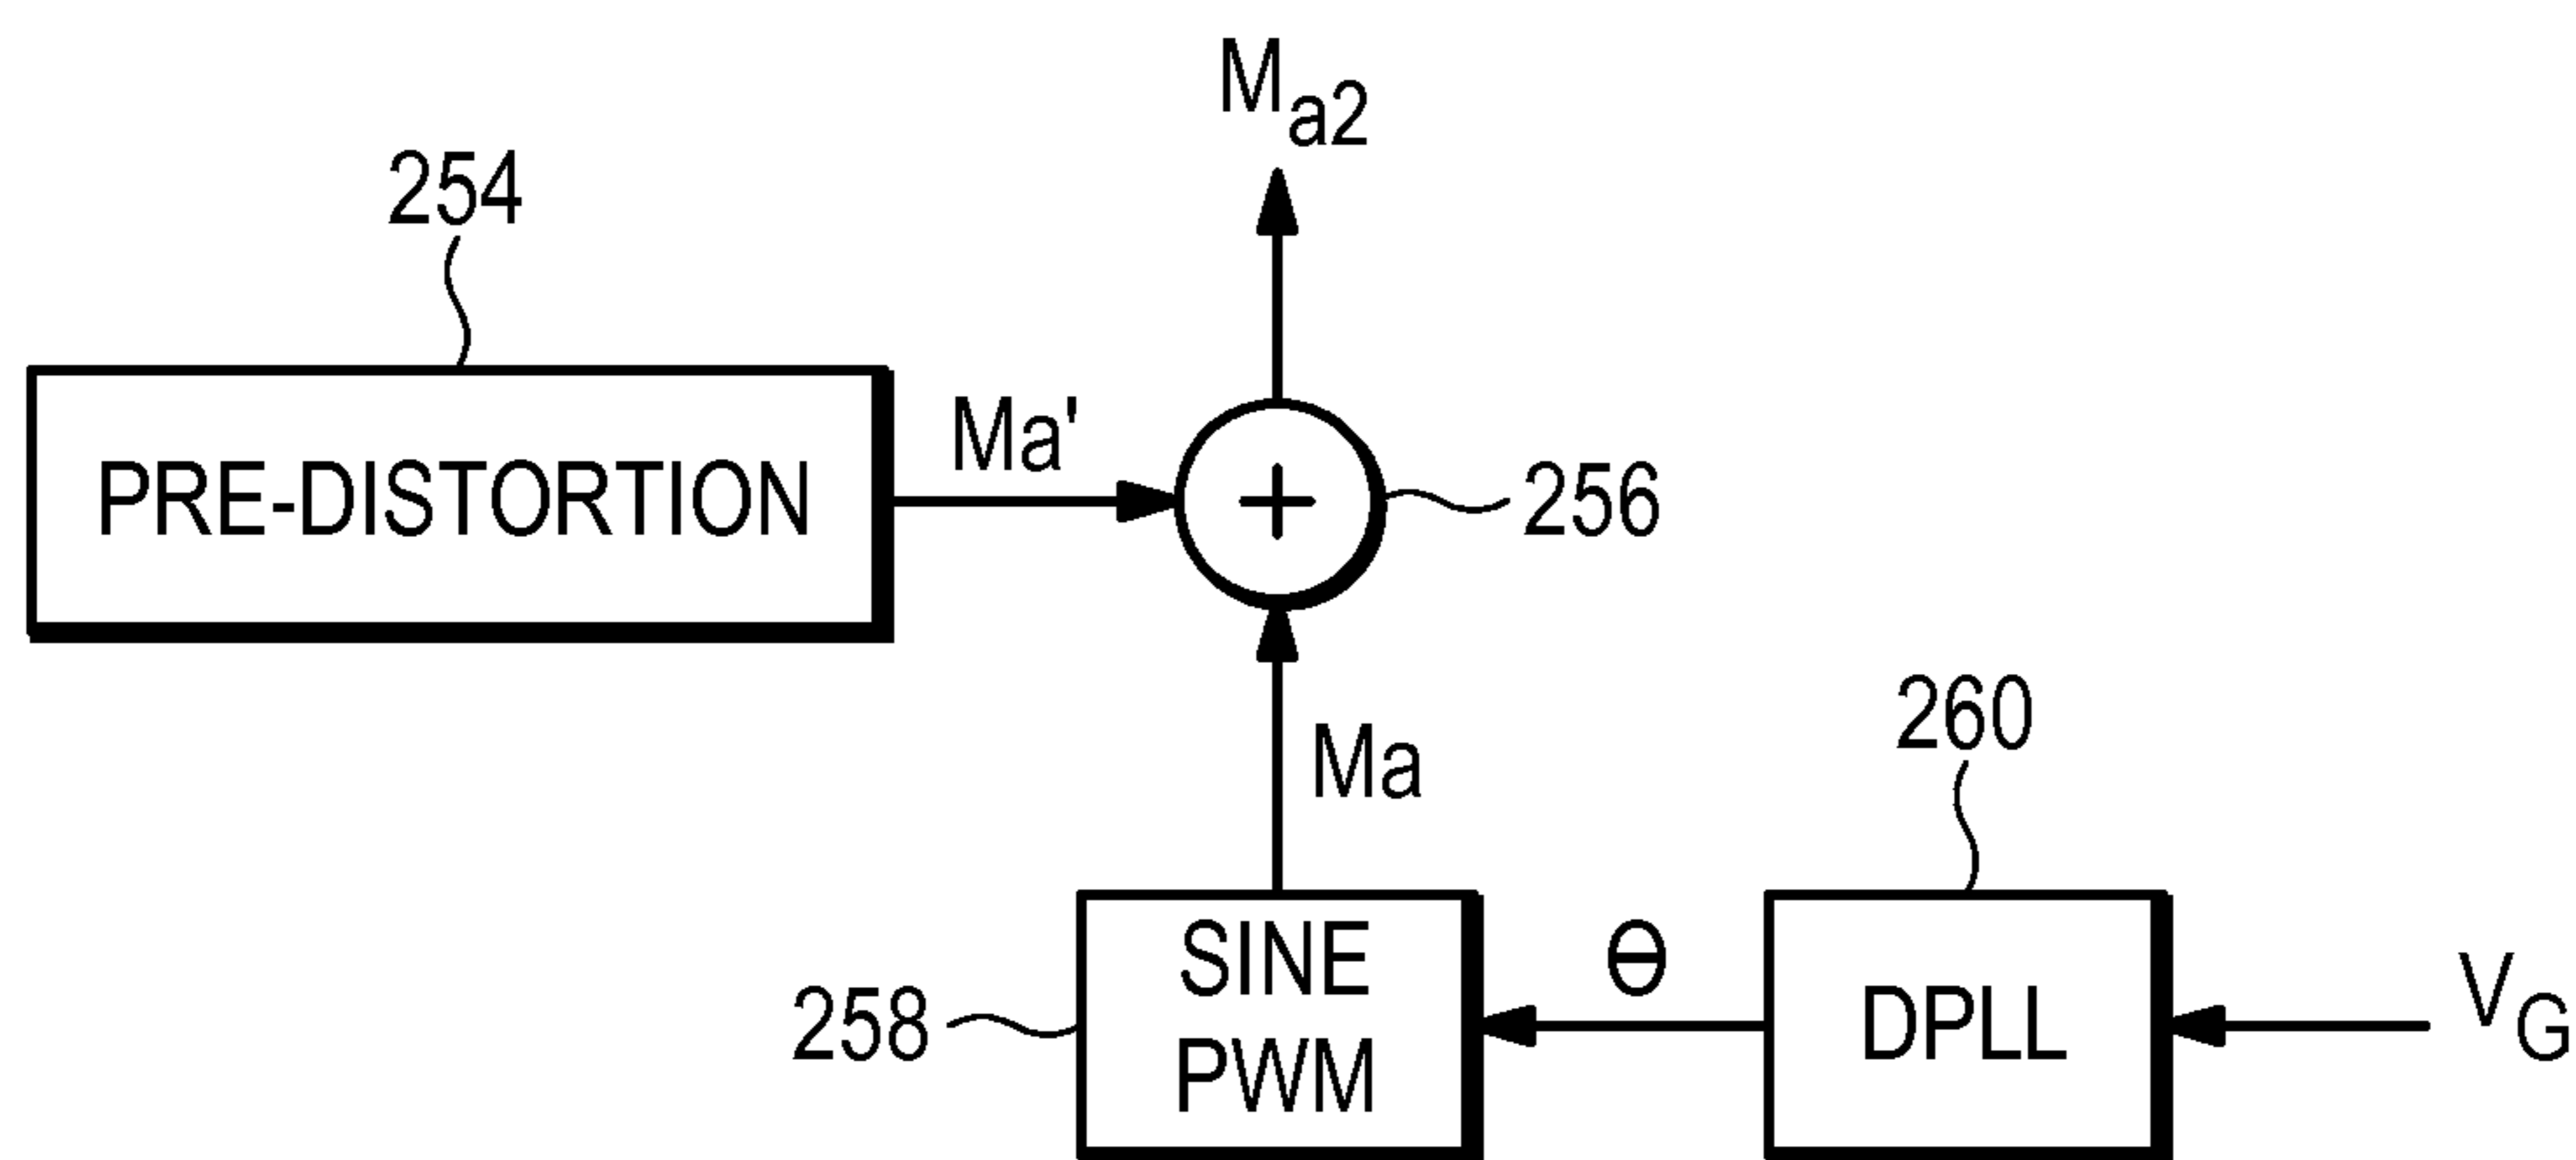 Ma2
254
PRE-DISTORTION
Ma'
+
256
Ma
260
SINE
PWM
258
Θ
DPLL
VG